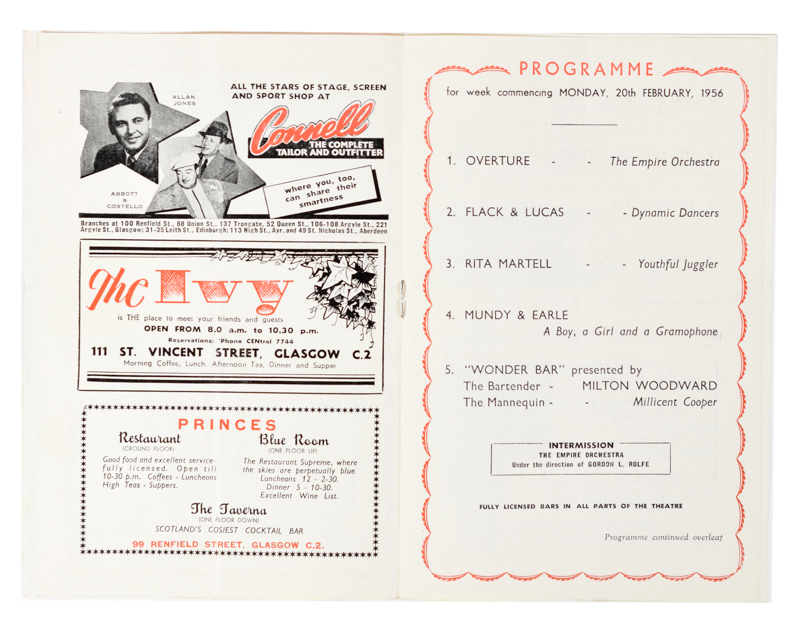 ALLAN
JONES
ABBOTT
&
COSTELLO
ALL THE STARS OF STAGE, SCREEN
AND SPORT SHOP AT
Connell
THE COMPLETE
TAILOR AND OUTFITTER
where you, too,
can share their
smartness
Branches at 100 Renfield St., 88 Union St., 137 Trongate, 52 Queen St., 106-108 Argyle St., 221
Argyle St., Glasgow; 31-35 Leith St., Edinburgh; 113 High St., Ayr, and 49 St. Nicholas St., Aberdeen
The Ivy
is THE place to meet your friends and guests
OPEN FROM 8.0 a.m. to 10.30 p.m.
Reservations: 'Phone CENtral 7744
111 ST. VINCENT STREET, GLASGOW C.2
Morning Coffee, Lunch, Afternoon Tea, Dinner and Supper
PRINCES
Restaurant
(GROUND FLOOR)
Good food and excellent service-
fully licensed. Open till
10-30 p.m. Coffees - Luncheons
High Teas - Suppers.
Blue Room
(ONE FLOOR UP)
The Restaurant Supreme, where
the skies are perpetually blue.
Luncheons 12 - 2-30.
Dinner 5 - 10-30.
Excellent Wine List.
The Taverna
(ONE FLOOR DOWN)
SCOTLAND'S COSIEST COCKTAIL BAR
99 RENFIELD STREET, GLASGOW C.2.
PROGRAMME
for week commencing MONDAY, 20th FEBRUARY, 1956
1. OVERTURE - - The Empire Orchestra
2. FLACK & LUCAS - - Dynamic Dancers
3. RITA MARTELL - - Youthful Juggler
4. MUNDY & EARLE
A Boy, a Girl and a Gramophone
5. "WONDER BAR" presented by
The Bartender - MILTON WOODWARD
The Mannequin - - Millicent Cooper
INTERMISSION
THE EMPIRE ORCHESTRA
Under the direction of GORDON L. ROLFE
FULLY LICENSED BARS IN ALL PARTS OF THE THEATRE
Programme continued overleaf